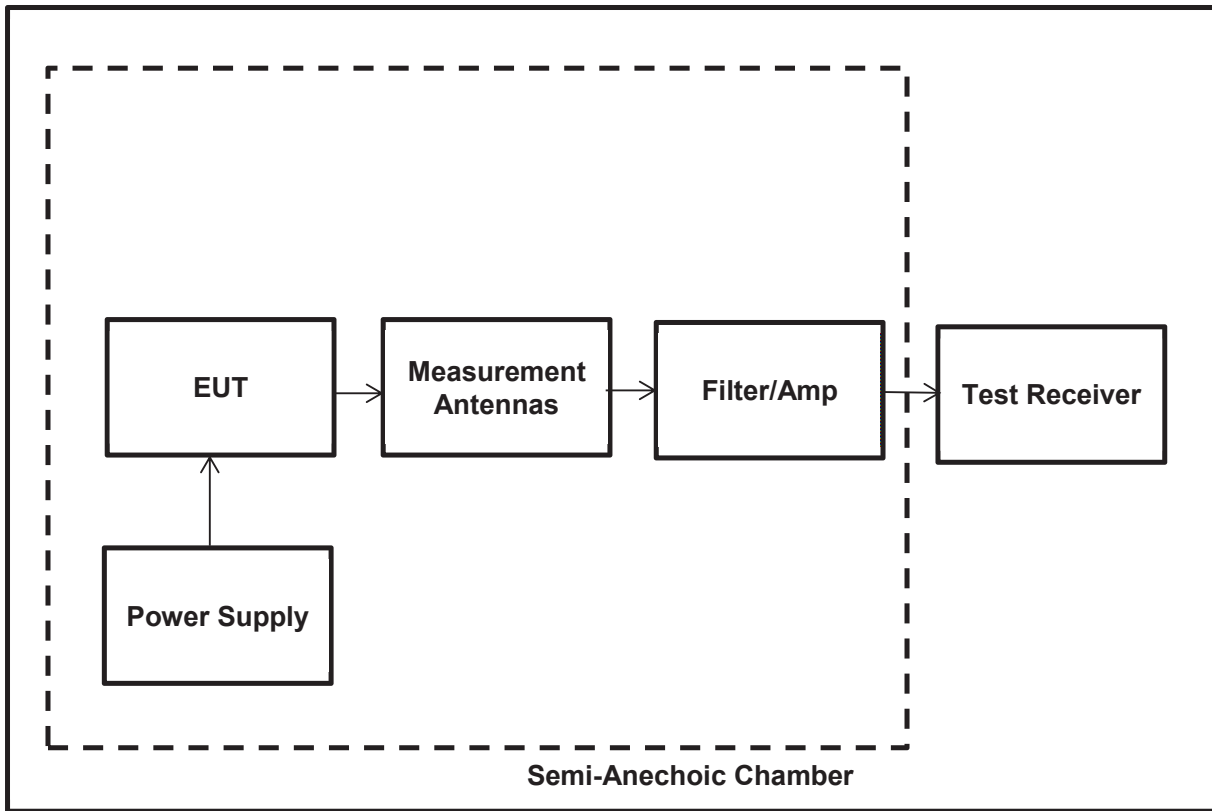 EUT
Measurement
Antennas
Filter/Amp
Test Receiver
Power Supply
Semi-Anechoic Chamber